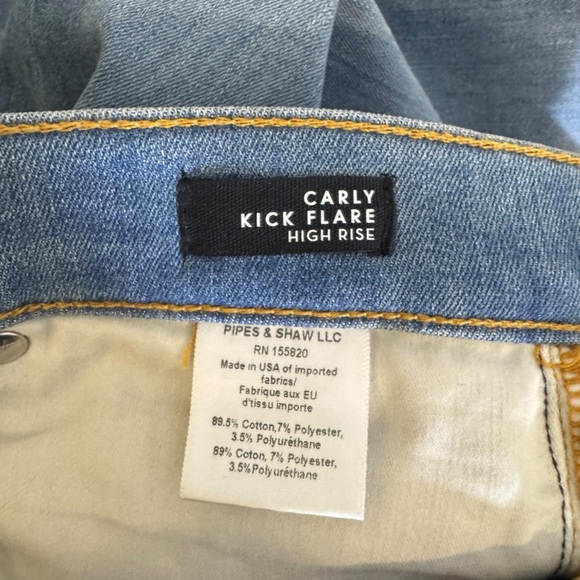 CARLY
KICK FLARE
HIGH RISE
PIPES & SHAW LLC
RN 155820
Made in USA of imported
fabrics/
Fabrique aux EU
d'tissu importe
89.5% Cotton,7% Polyester,
3.5% Polyuréthane
89% Coton, 7% Polyester,
3.5%Polyuréthane